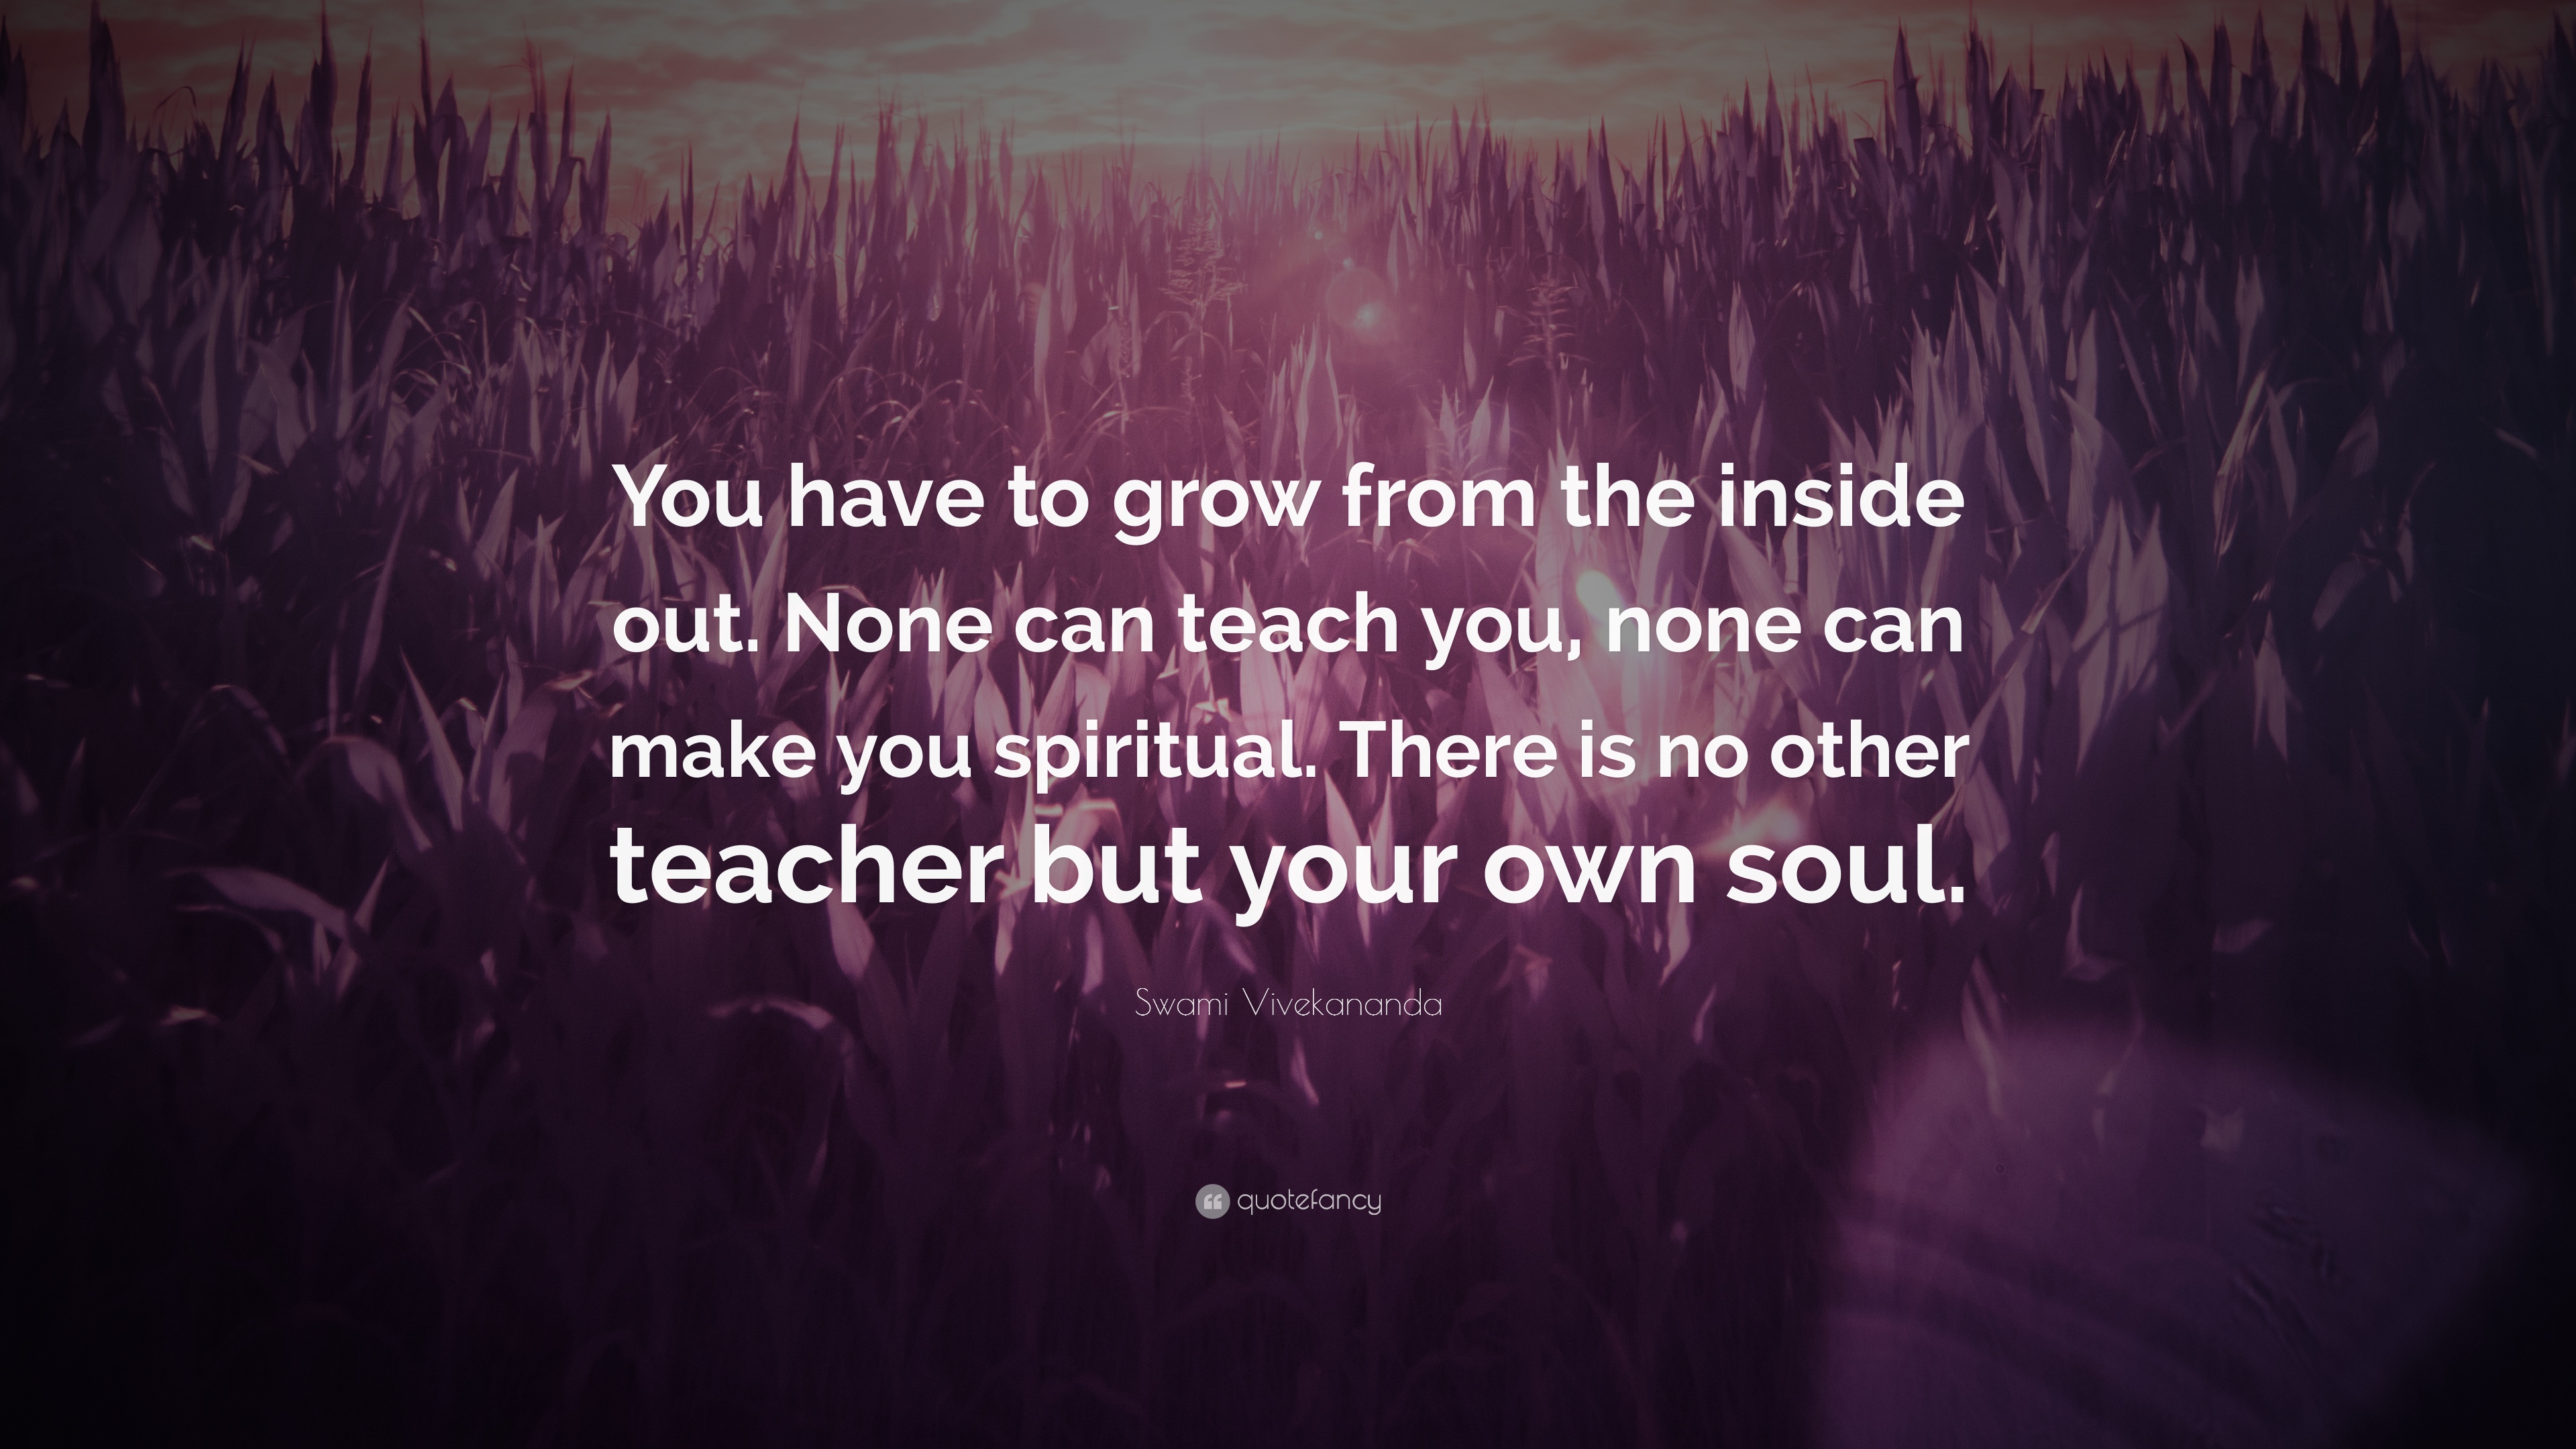 You have to grow from the inside
out. None can teach you, none can
make you spiritual. There is no other
teacher but your own soul.
Swami Vivekananda
quotefancy